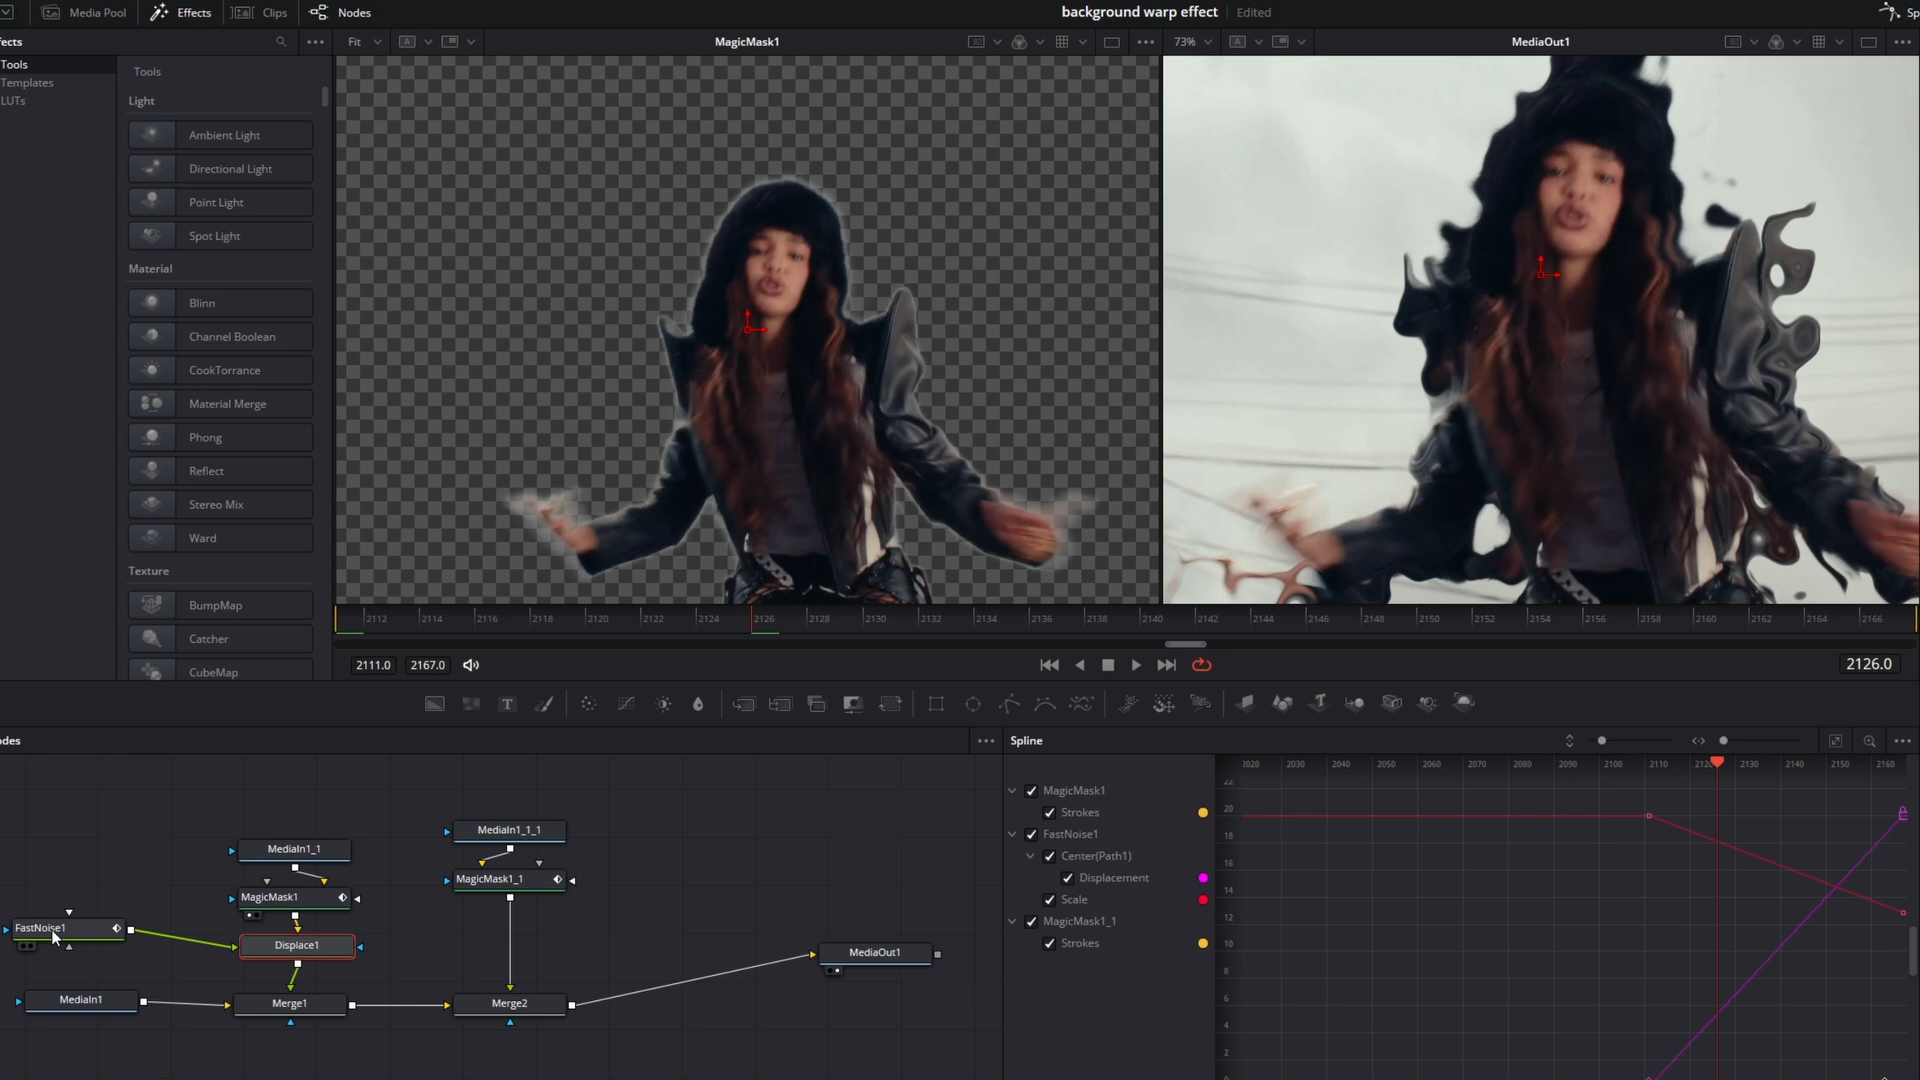 Media Pool Effects Clips Nodes background warp effect Edited Sp
fects Fit MagicMask1 73% MediaOut1
Tools
Templates
LUTs
Tools
Light
Ambient Light
Directional Light
Point Light
Spot Light
Material
Blinn
Channel Boolean
CookTorrance
Material Merge
Phong
Reflect
Stereo Mix
Ward
Texture
BumpMap
Catcher
CubeMap
2112 2114 2116 2118 2120 2122 2124 2126 2128 2130 2132 2134 2136 2138 2140 2142 2144 2146 2148 2150 2152 2154 2156 2158 2160 2162 2164 2166
2111.0 2167.0 2126.0
odes
MediaIn1_1_1
MediaIn1_1
MagicMask1_1
MagicMask1
FastNoise1
Displace1
MediaOut1
MediaIn1
Merge1
Merge2
Spline
MagicMask1
Strokes
FastNoise1
Center(Path1)
Displacement
Scale
MagicMask1_1
Strokes
2030 2040 2050 2060 2070 2080 2090 2100 2110 2130 2140 2150 2160
22
20
18
16
14
12
10
8
6
4
2